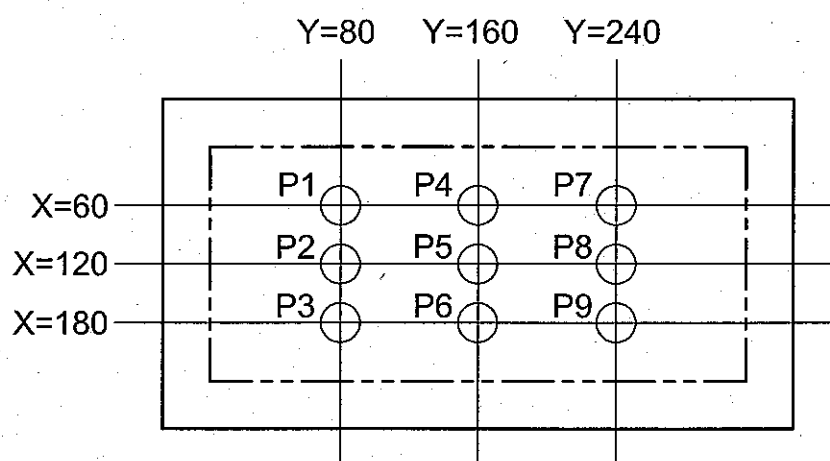 Y=80 Y=160 Y=240
P1 P4 P7
X=60
P2 P5 P8
X=120
P3 P6 P9
X=180